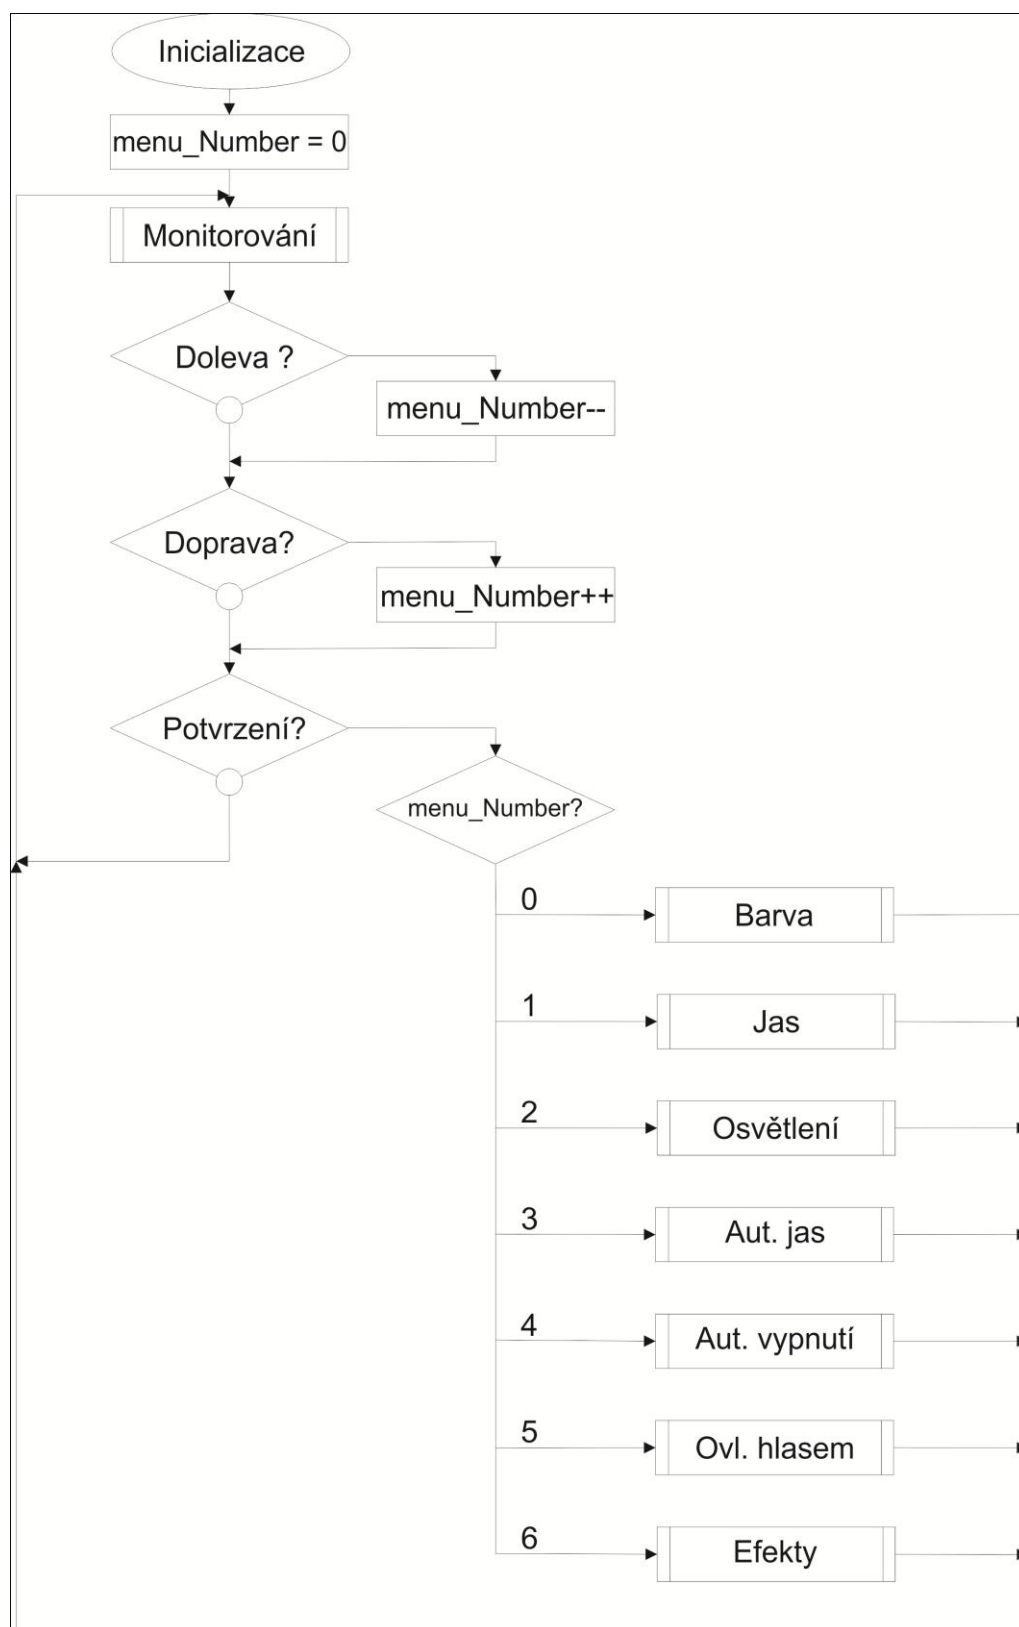 Inicializace
menu_Number = 0
Monitorování
Doleva ?
menu_Number--
Doprava?
menu_Number++
Potvrzení?
menu_Number?
0
Barva
1
Jas
2
Osvětlení
3
Aut. jas
4
Aut. vypnutí
5
Ovl. hlasem
6
Efekty